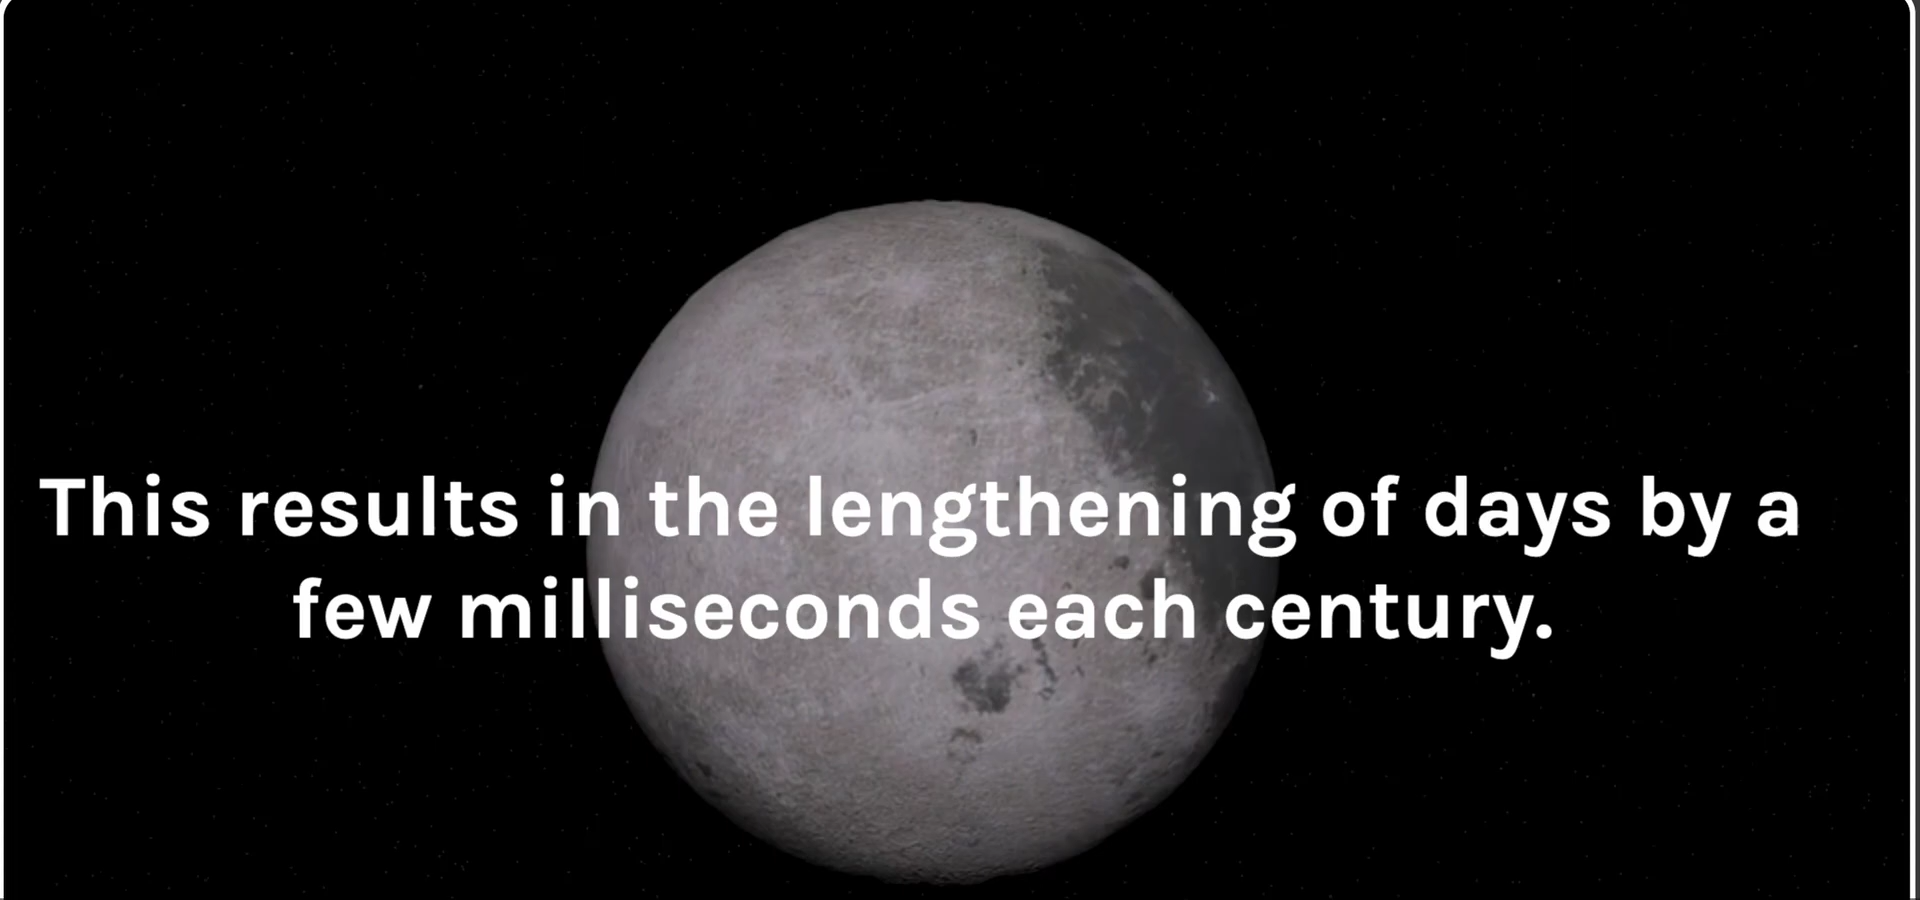 This results in the lengthening of days by a
few milliseconds each century.